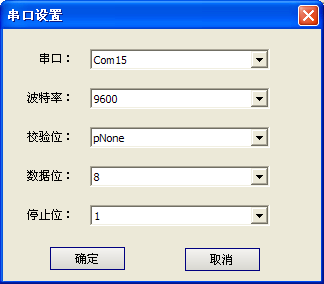 串口设置
串口： Com15
波特率： 9600
校验位： pNone
数据位： 8
停止位： 1
确定 取消